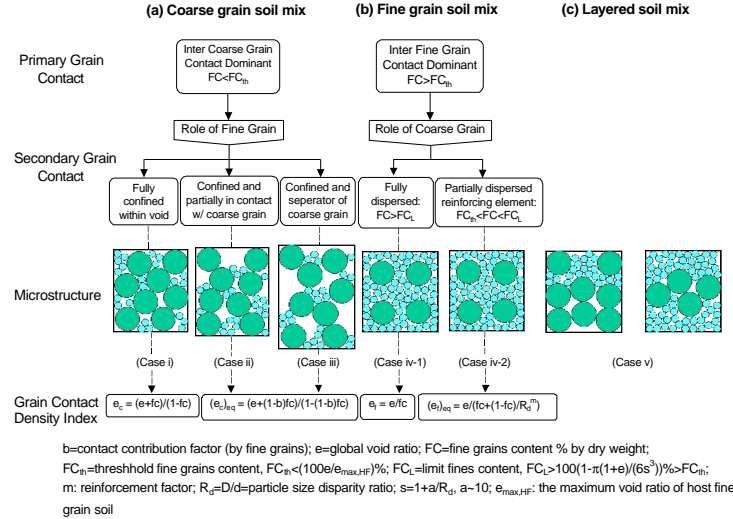 (a) Coarse grain soil mix
(b) Fine grain soil mix
(c) Layered soil mix
Primary Grain
Contact
Inter Coarse Grain
Contact Dominant
FC<FCth
Inter Fine Grain
Contact Dominant
FC>FCth
Role of Fine Grain
Role of Coarse Grain
Secondary Grain
Contact
Fully
confined
within void
Confined and
partially in contact
w/ coarse grain
Confined and
seperator of
coarse grain
Fully
dispersed:
FC>FCL
Partially dispersed
reinforcing element:
FCth<FC<FCL
Microstructure
(Case i)
(Case ii)
(Case iii)
(Case iv-1)
(Case iv-2)
(Case v)
Grain Contact
Density Index
ec = (e+fc)/(1-fc)
(ec)eq = (e+(1-b)fc)/(1-(1-b)fc)
ef = e/fc
(ef)eq = e/(fc+(1-fc)/Rd^m)
b=contact contribution factor (by fine grains); e=global void ratio; FC=fine grains content % by dry weight;
FCth=threshhold fine grains content, FCth<(100e/emax,HF)%; FCL=limit fines content, FCL>100(1-π(1+e)/(6s³))%>FCth;
m: reinforcement factor; Rd=D/d=particle size disparity ratio; s=1+a/Rd, a~10; emax,HF: the maximum void ratio of host fine
grain soil